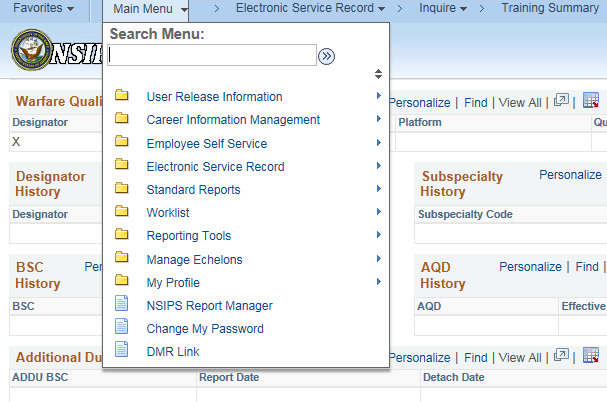 Favorites Main Menu > Electronic Service Record > Inquire > Training Summary
NSIP
Search Menu:
User Release Information
Career Information Management
Employee Self Service
Electronic Service Record
Standard Reports
Worklist
Reporting Tools
Manage Echelons
My Profile
NSIPS Report Manager
Change My Password
DMR Link
Warfare Quali Personalize | Find | View All |
Designator Platform Qu
X
Designator History
Designator
Subspecialty History Personalize
Subspecialty Code
BSC History Per
BSC
AQD History Personalize | Find |
AQD Effective
Additional Du Personalize | Find | View All |
ADDU BSC Report Date Detach Date